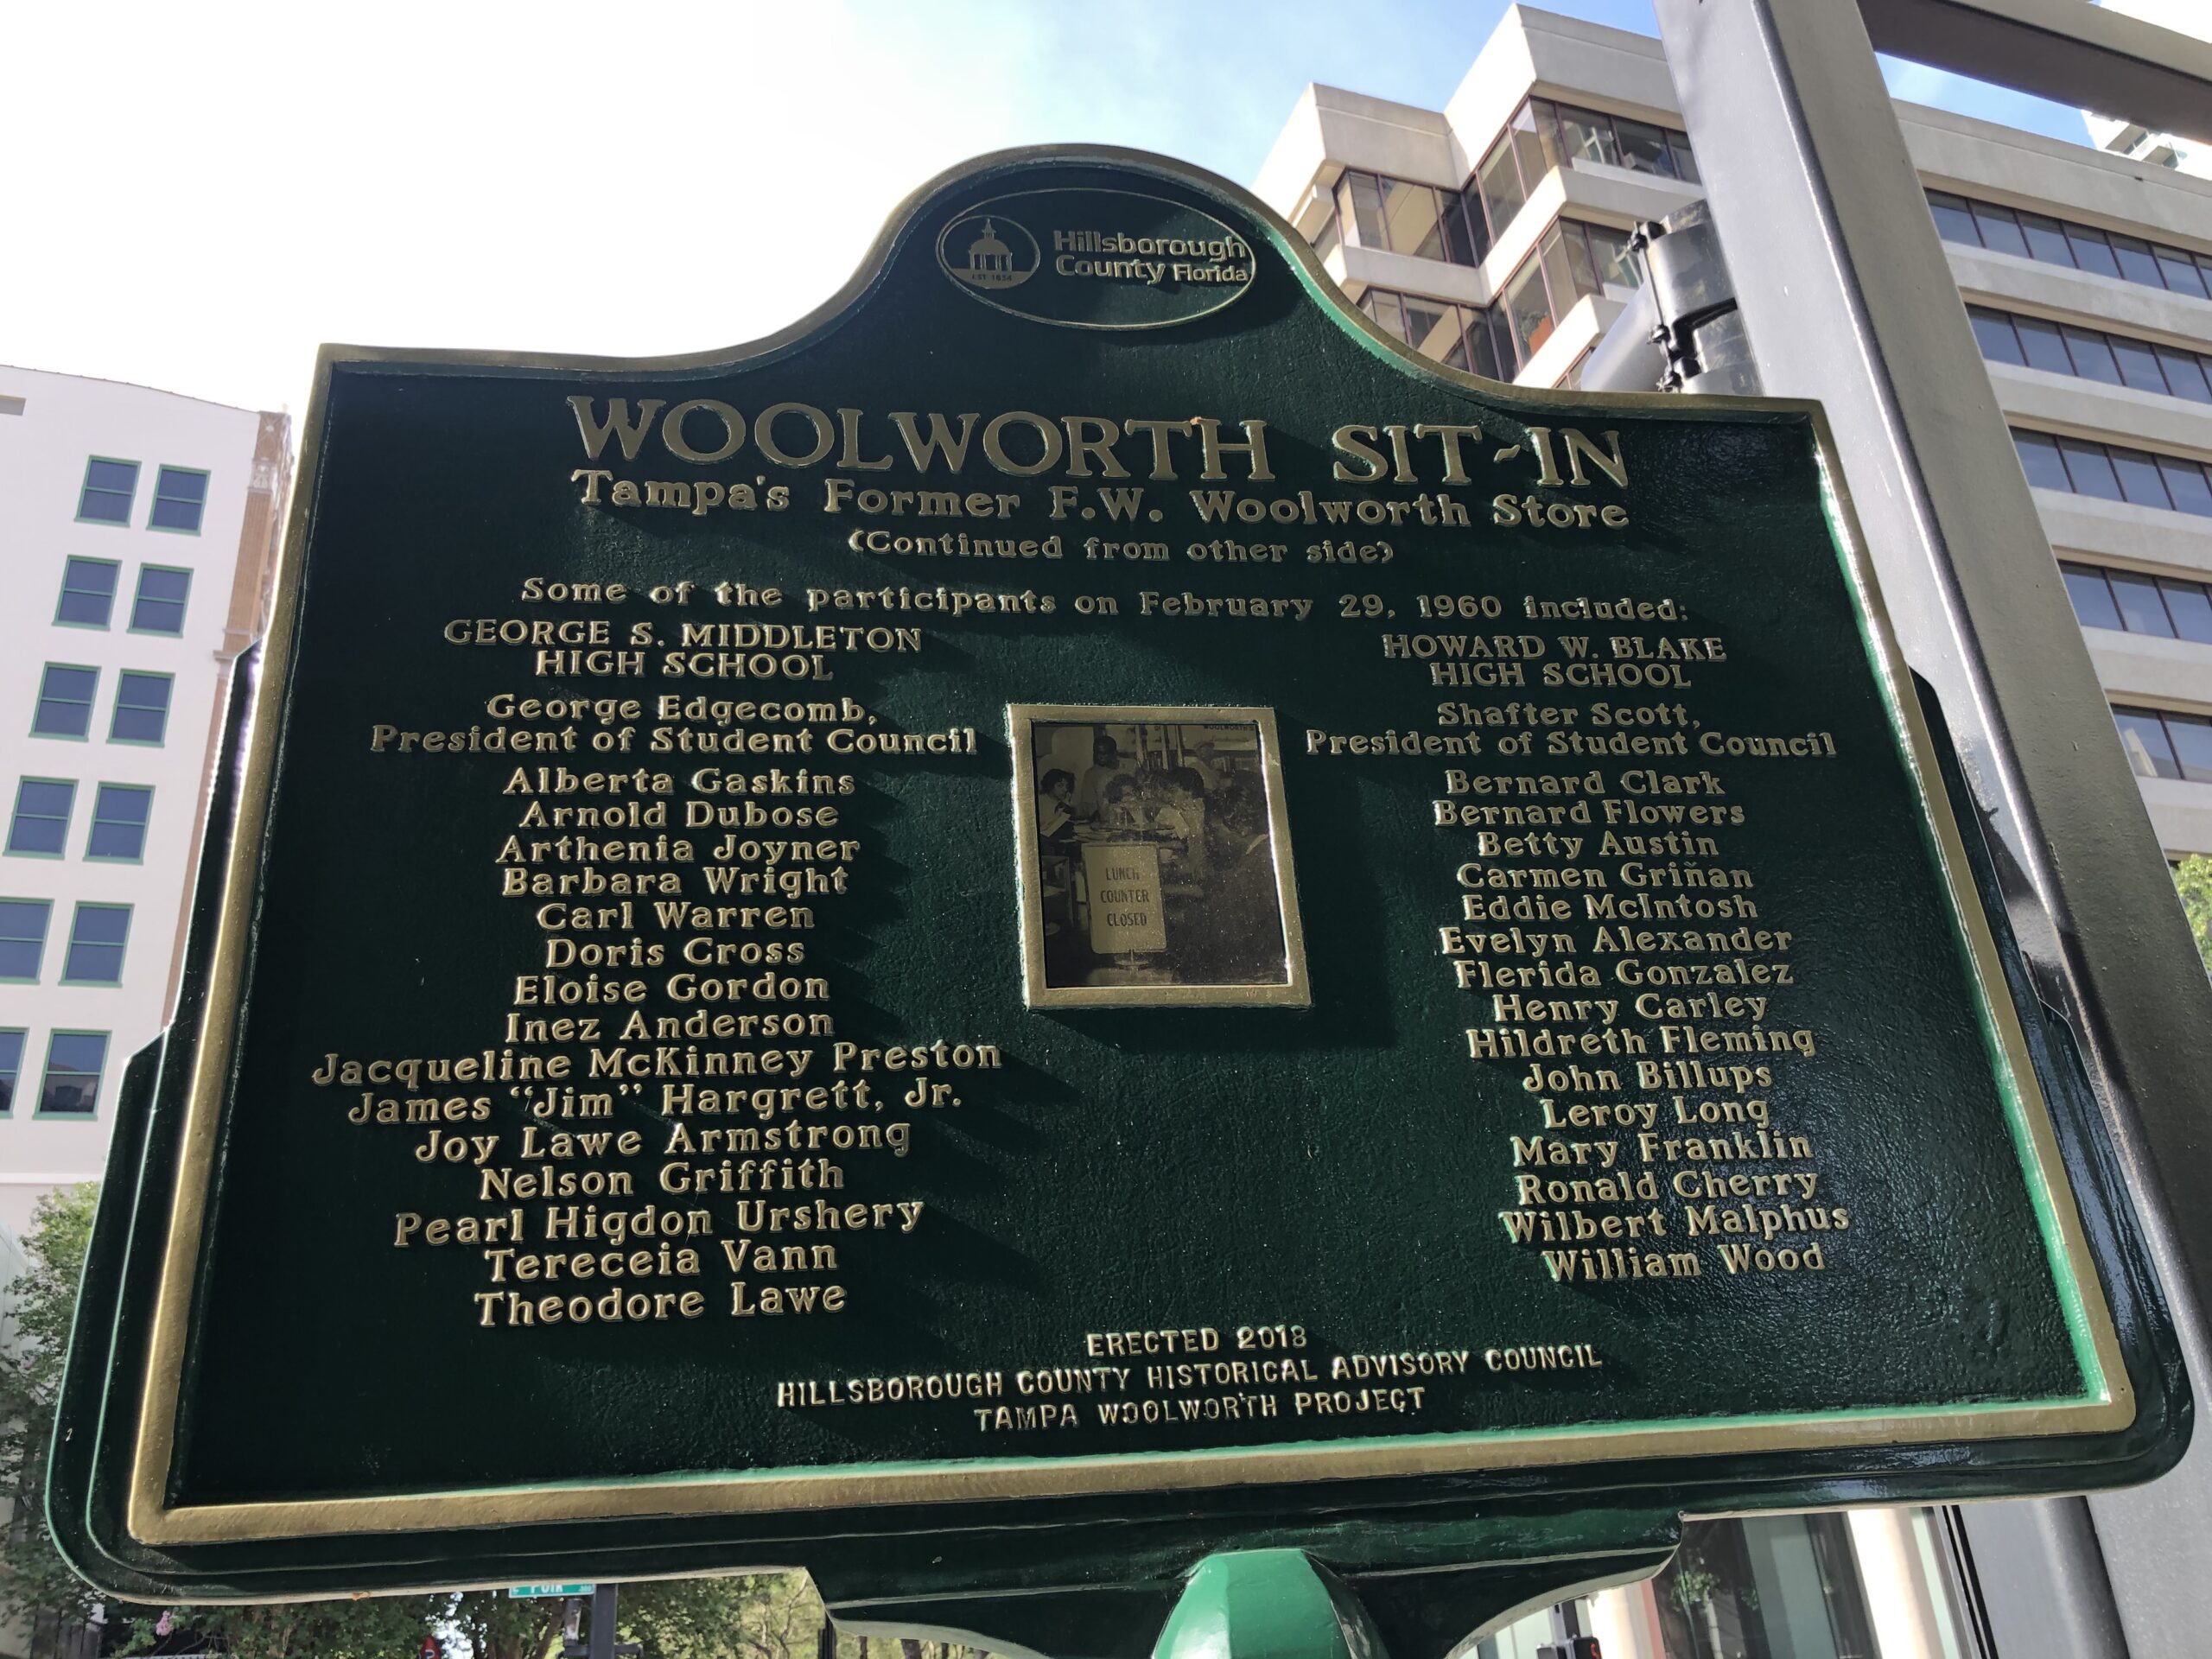 EST. 1834
Hillsborough
County Florida
WOOLWORTH SIT-IN
Tampa's Former F.W. Woolworth Store
(Continued from other side)
Some of the participants on February 29, 1960 included:
GEORGE S. MIDDLETON
HIGH SCHOOL
George Edgecomb,
President of Student Council
Alberta Gaskins
Arnold Dubose
Arthenia Joyner
Barbara Wright
Carl Warren
Doris Cross
Eloise Gordon
Inez Anderson
Jacqueline McKinney Preston
James "Jim" Hargrett, Jr.
Joy Lawe Armstrong
Nelson Griffith
Pearl Higdon Urshery
Tereceia Vann
Theodore Lawe
WOOLWORTH'S
LUNCH
COUNTER
CLOSED
HOWARD W. BLAKE
HIGH SCHOOL
Shafter Scott,
President of Student Council
Bernard Clark
Bernard Flowers
Betty Austin
Carmen Griñan
Eddie McIntosh
Evelyn Alexander
Flerida Gonzalez
Henry Carley
Hildreth Fleming
John Billups
Leroy Long
Mary Franklin
Ronald Cherry
Wilbert Malphus
William Wood
ERECTED 2018
HILLSBOROUGH COUNTY HISTORICAL ADVISORY COUNCIL
TAMPA WOOLWORTH PROJECT